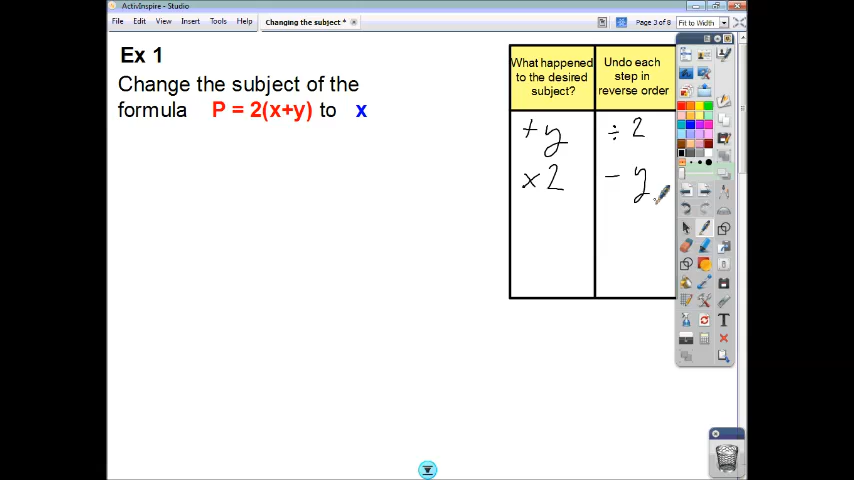 ActivInspire - Studio
File Edit View Insert Tools Help Changing the subject * Page 3 of 8 Fit to Width
Ex 1
Change the subject of the
formula P = 2(x+y) to x
What happened
to the desired
subject?
Undo each
step in
reverse order
+ y ÷ 2
x 2 - y